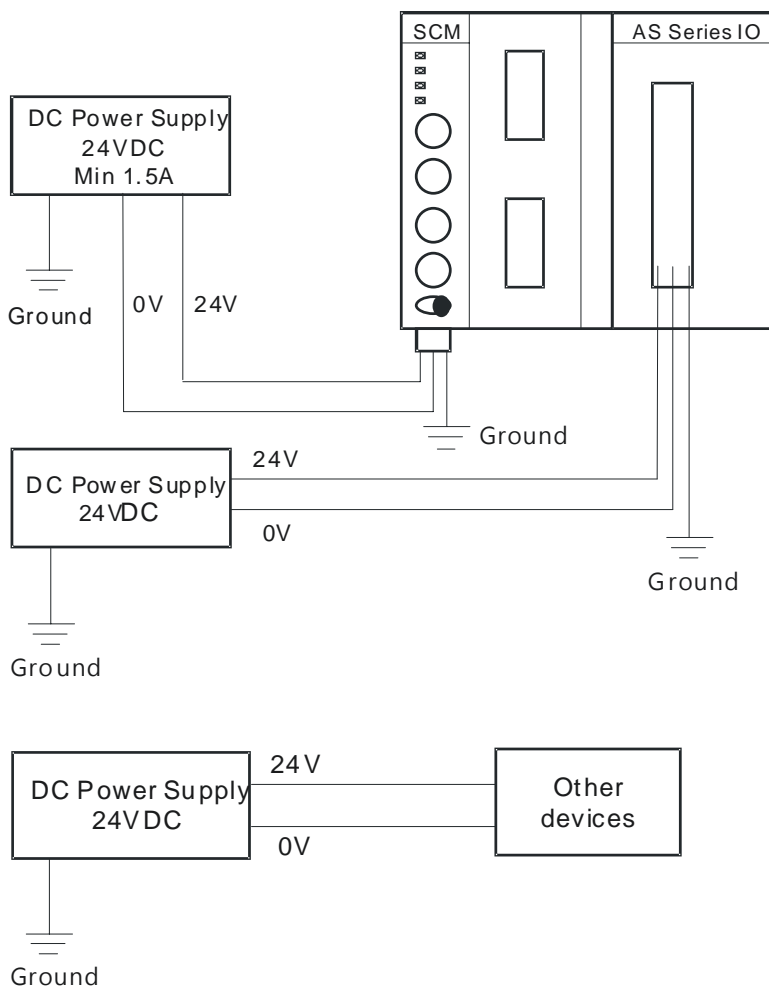 SCM
AS Series IO
DC Power Supply
24VDC
Min 1.5A
Ground
0V
24V
Ground
DC Power Supply
24VDC
24V
0V
Ground
Ground
DC Power Supply
24VDC
24V
0V
Other
devices
Ground